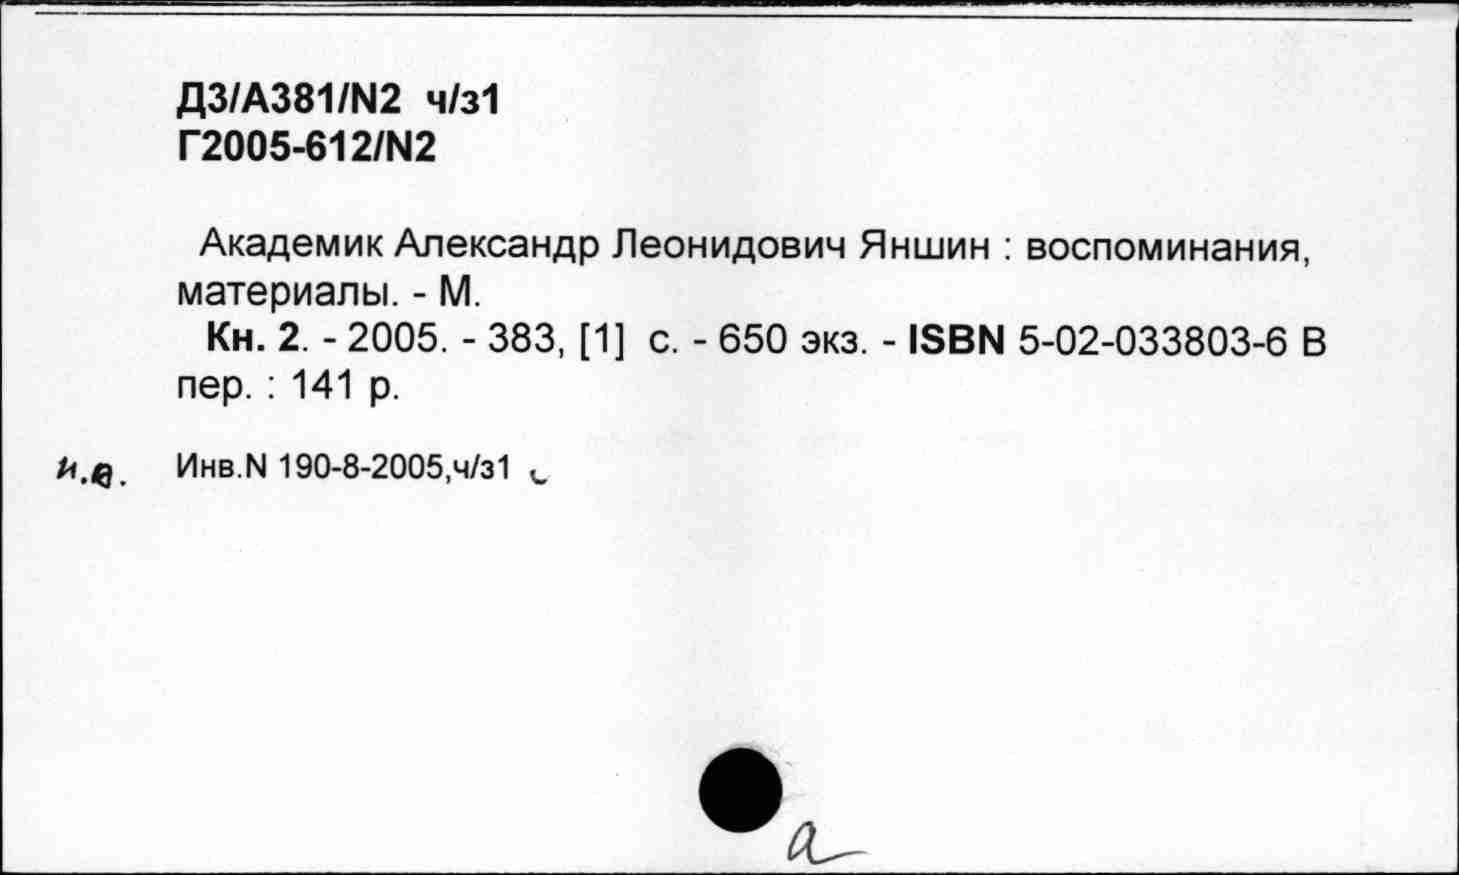 Д3/А381/N2 ч/з1
Г2005-612/N2
Академик Александр Леонидович Яншин : воспоминания,
материалы. - М.
Кн. 2. - 2005. - 383, [1] с. - 650 экз. - ISBN 5-02-033803-6 В
пер. : 141 р.
Инв.N 190-8-2005,ч/з1
а